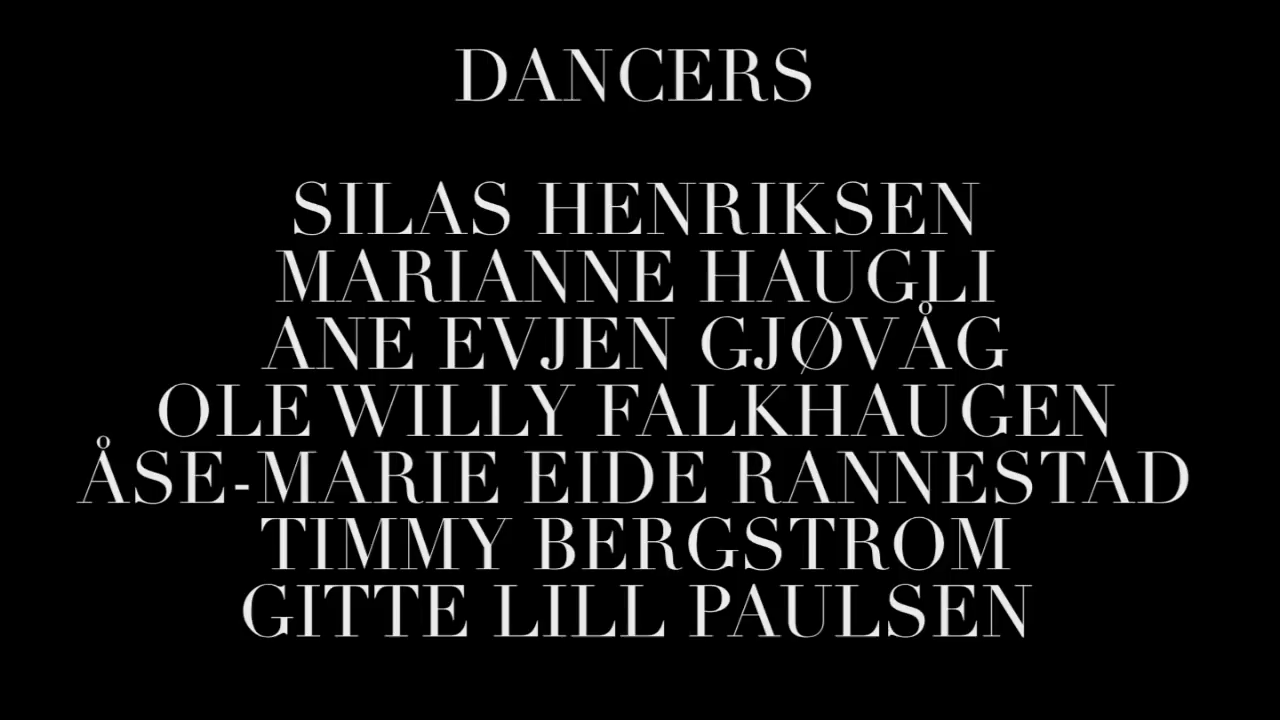 DANCERS
SILAS HENRIKSEN
MARIANNE HAUGLI
ANE EVJEN GJØVÅG
OLE WILLY FALKHAUGEN
ÅSE-MARIE EIDE RANNESTAD
TIMMY BERGSTROM
GITTE LILL PAULSEN